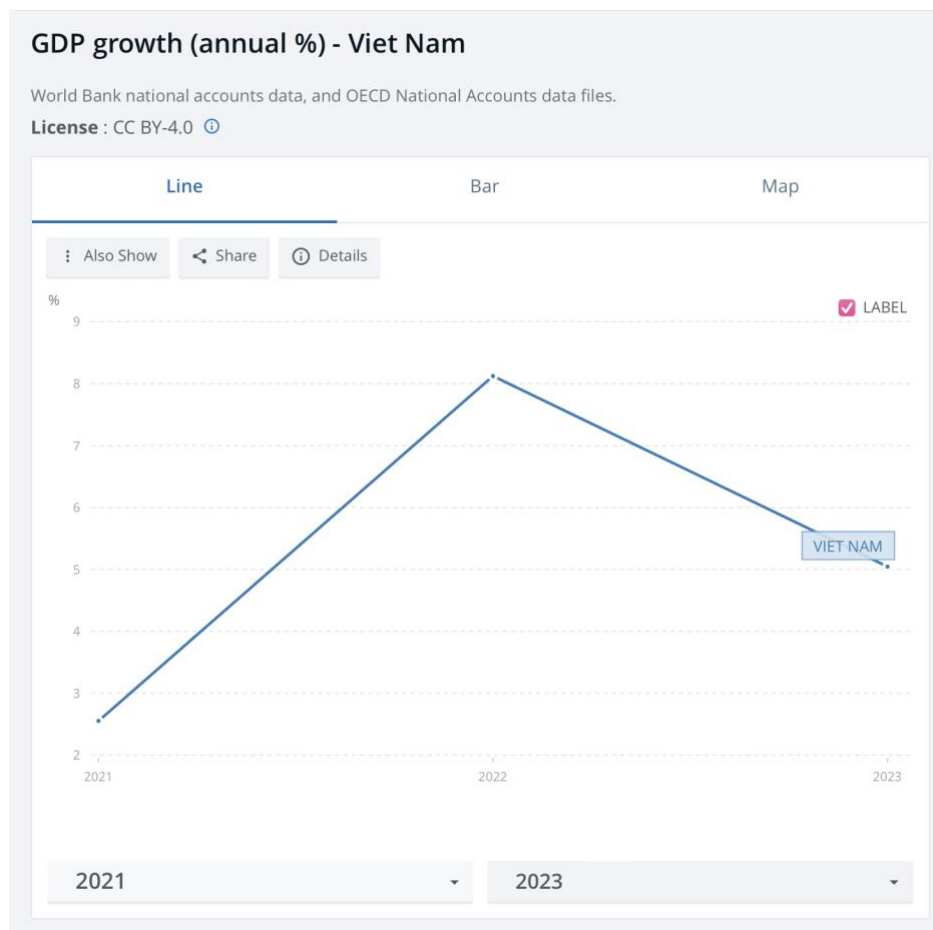 GDP growth (annual %) - Viet Nam
World Bank national accounts data, and OECD National Accounts data files.
License : CC BY-4.0
Line Bar Map
Also Show Share Details
%
LABEL
9
8
7
6
VIET NAM
5
4
3
2
2021 2022 2023
2021 2023